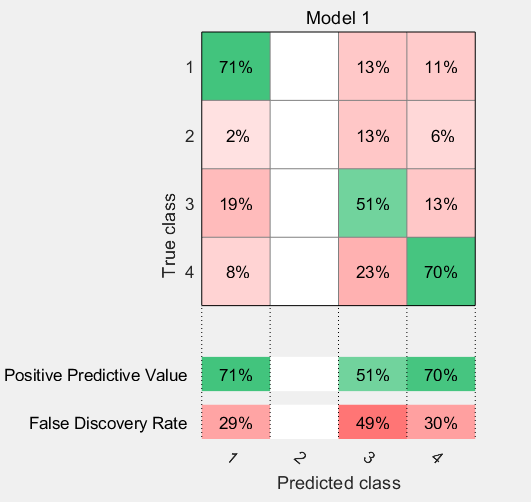 Model 1
1 71% 13% 11%
2 2% 13% 6%
3 19% 51% 13%
4 8% 23% 70%
True class
Positive Predictive Value 71% 51% 70%
False Discovery Rate 29% 49% 30%
1 2 3 4
Predicted class